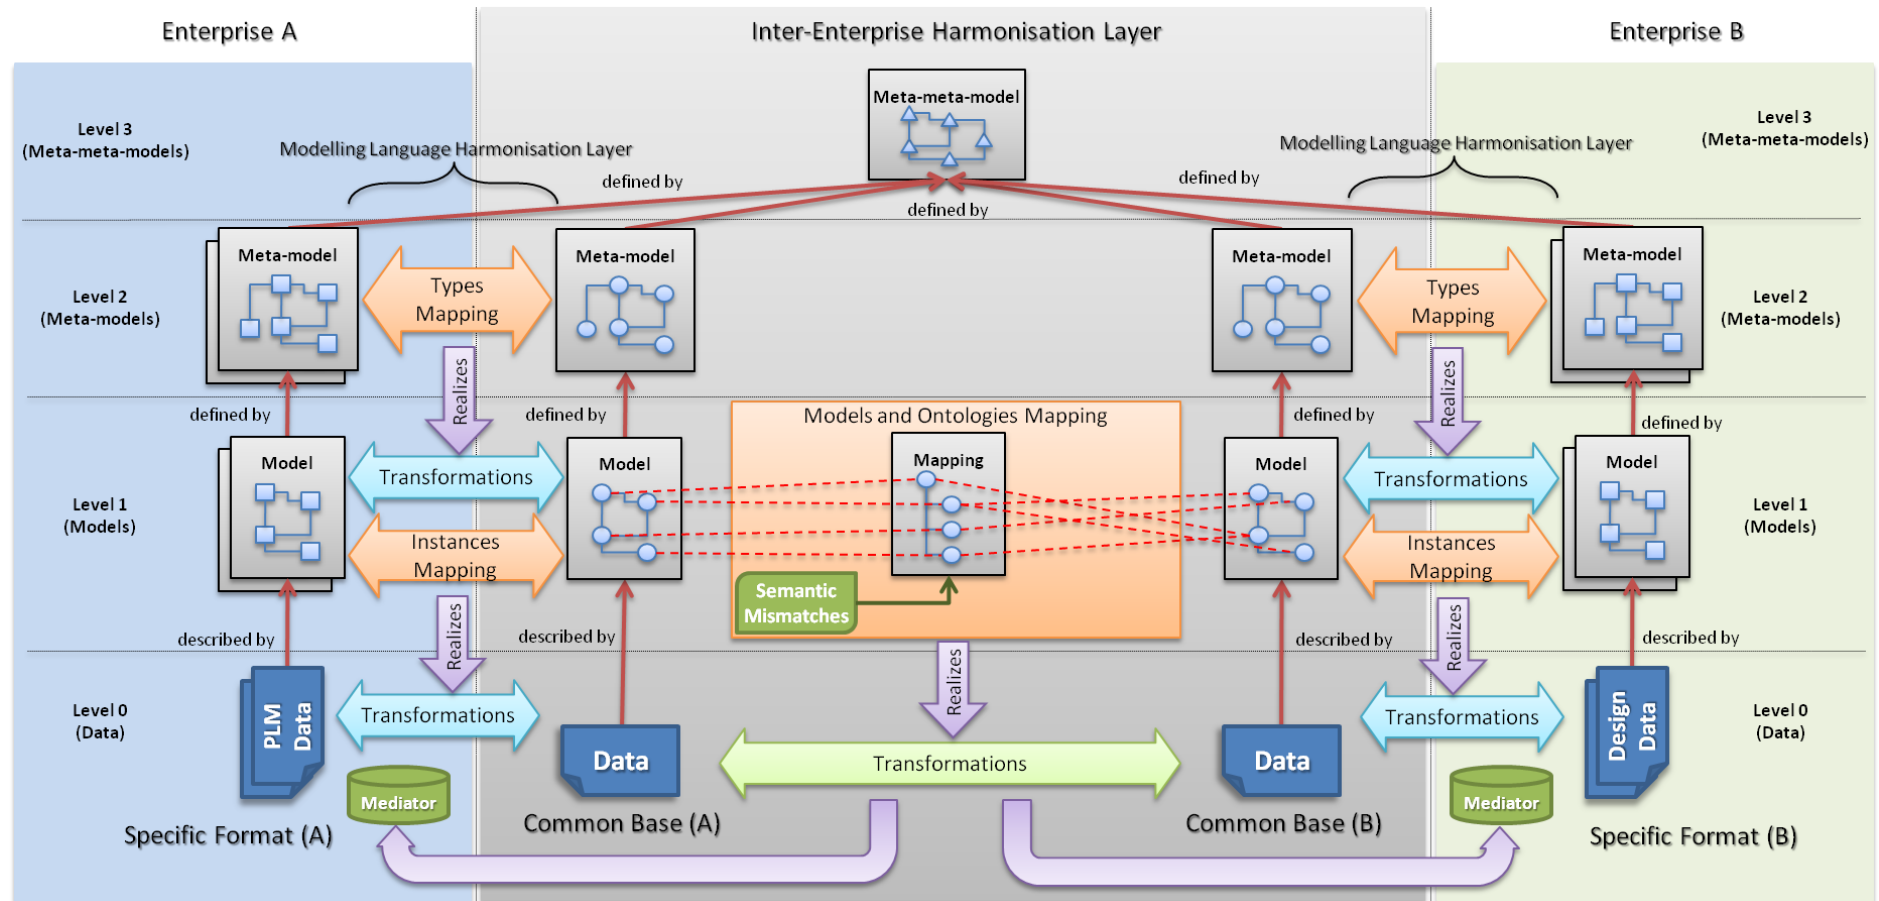 Enterprise A
Inter-Enterprise Harmonisation Layer
Enterprise B
Meta-meta-model
Level 3
(Meta-meta-models)
Modelling Language Harmonisation Layer
Modelling Language Harmonisation Layer
Level 3
(Meta-meta-models)
defined by
defined by
defined by
Meta-model
Types
Mapping
Meta-model
Meta-model
Types
Mapping
Meta-model
Level 2
(Meta-models)
Level 2
(Meta-models)
Realizes
Realizes
defined by
defined by
defined by
defined by
Models and Ontologies Mapping
Model
Transformations
Model
Mapping
Model
Transformations
Model
Level 1
(Models)
Level 1
(Models)
Instances
Mapping
Instances
Mapping
Semantic
Mismatches
described by
described by
described by
described by
Realizes
Realizes
Realizes
Level 0
(Data)
PLM
Data
Transformations
Data
Transformations
Data
Transformations
Design
Data
Level 0
(Data)
Mediator
Mediator
Specific Format (A)
Common Base (A)
Common Base (B)
Specific Format (B)